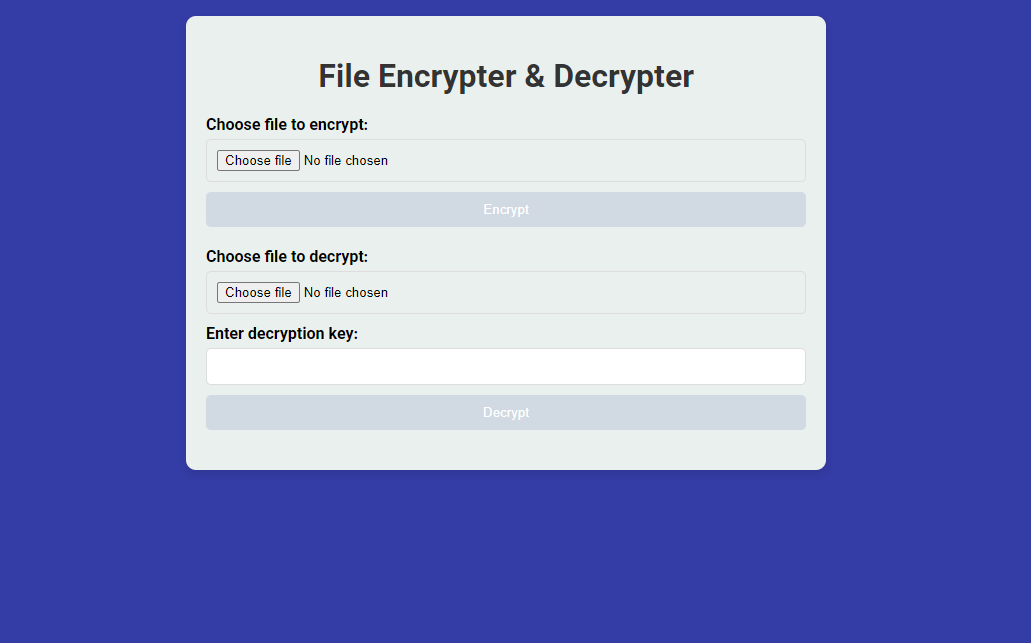 File Encrypter & Decrypter
Choose file to encrypt:
Choose file No file chosen
Encrypt
Choose file to decrypt:
Choose file No file chosen
Enter decryption key:
Decrypt